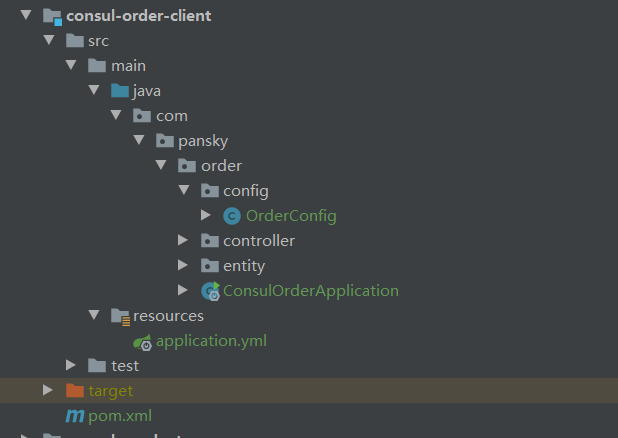 consul-order-client
src
main
java
com
pansky
order
config
OrderConfig
controller
entity
ConsulOrderApplication
resources
application.yml
test
target
pom.xml